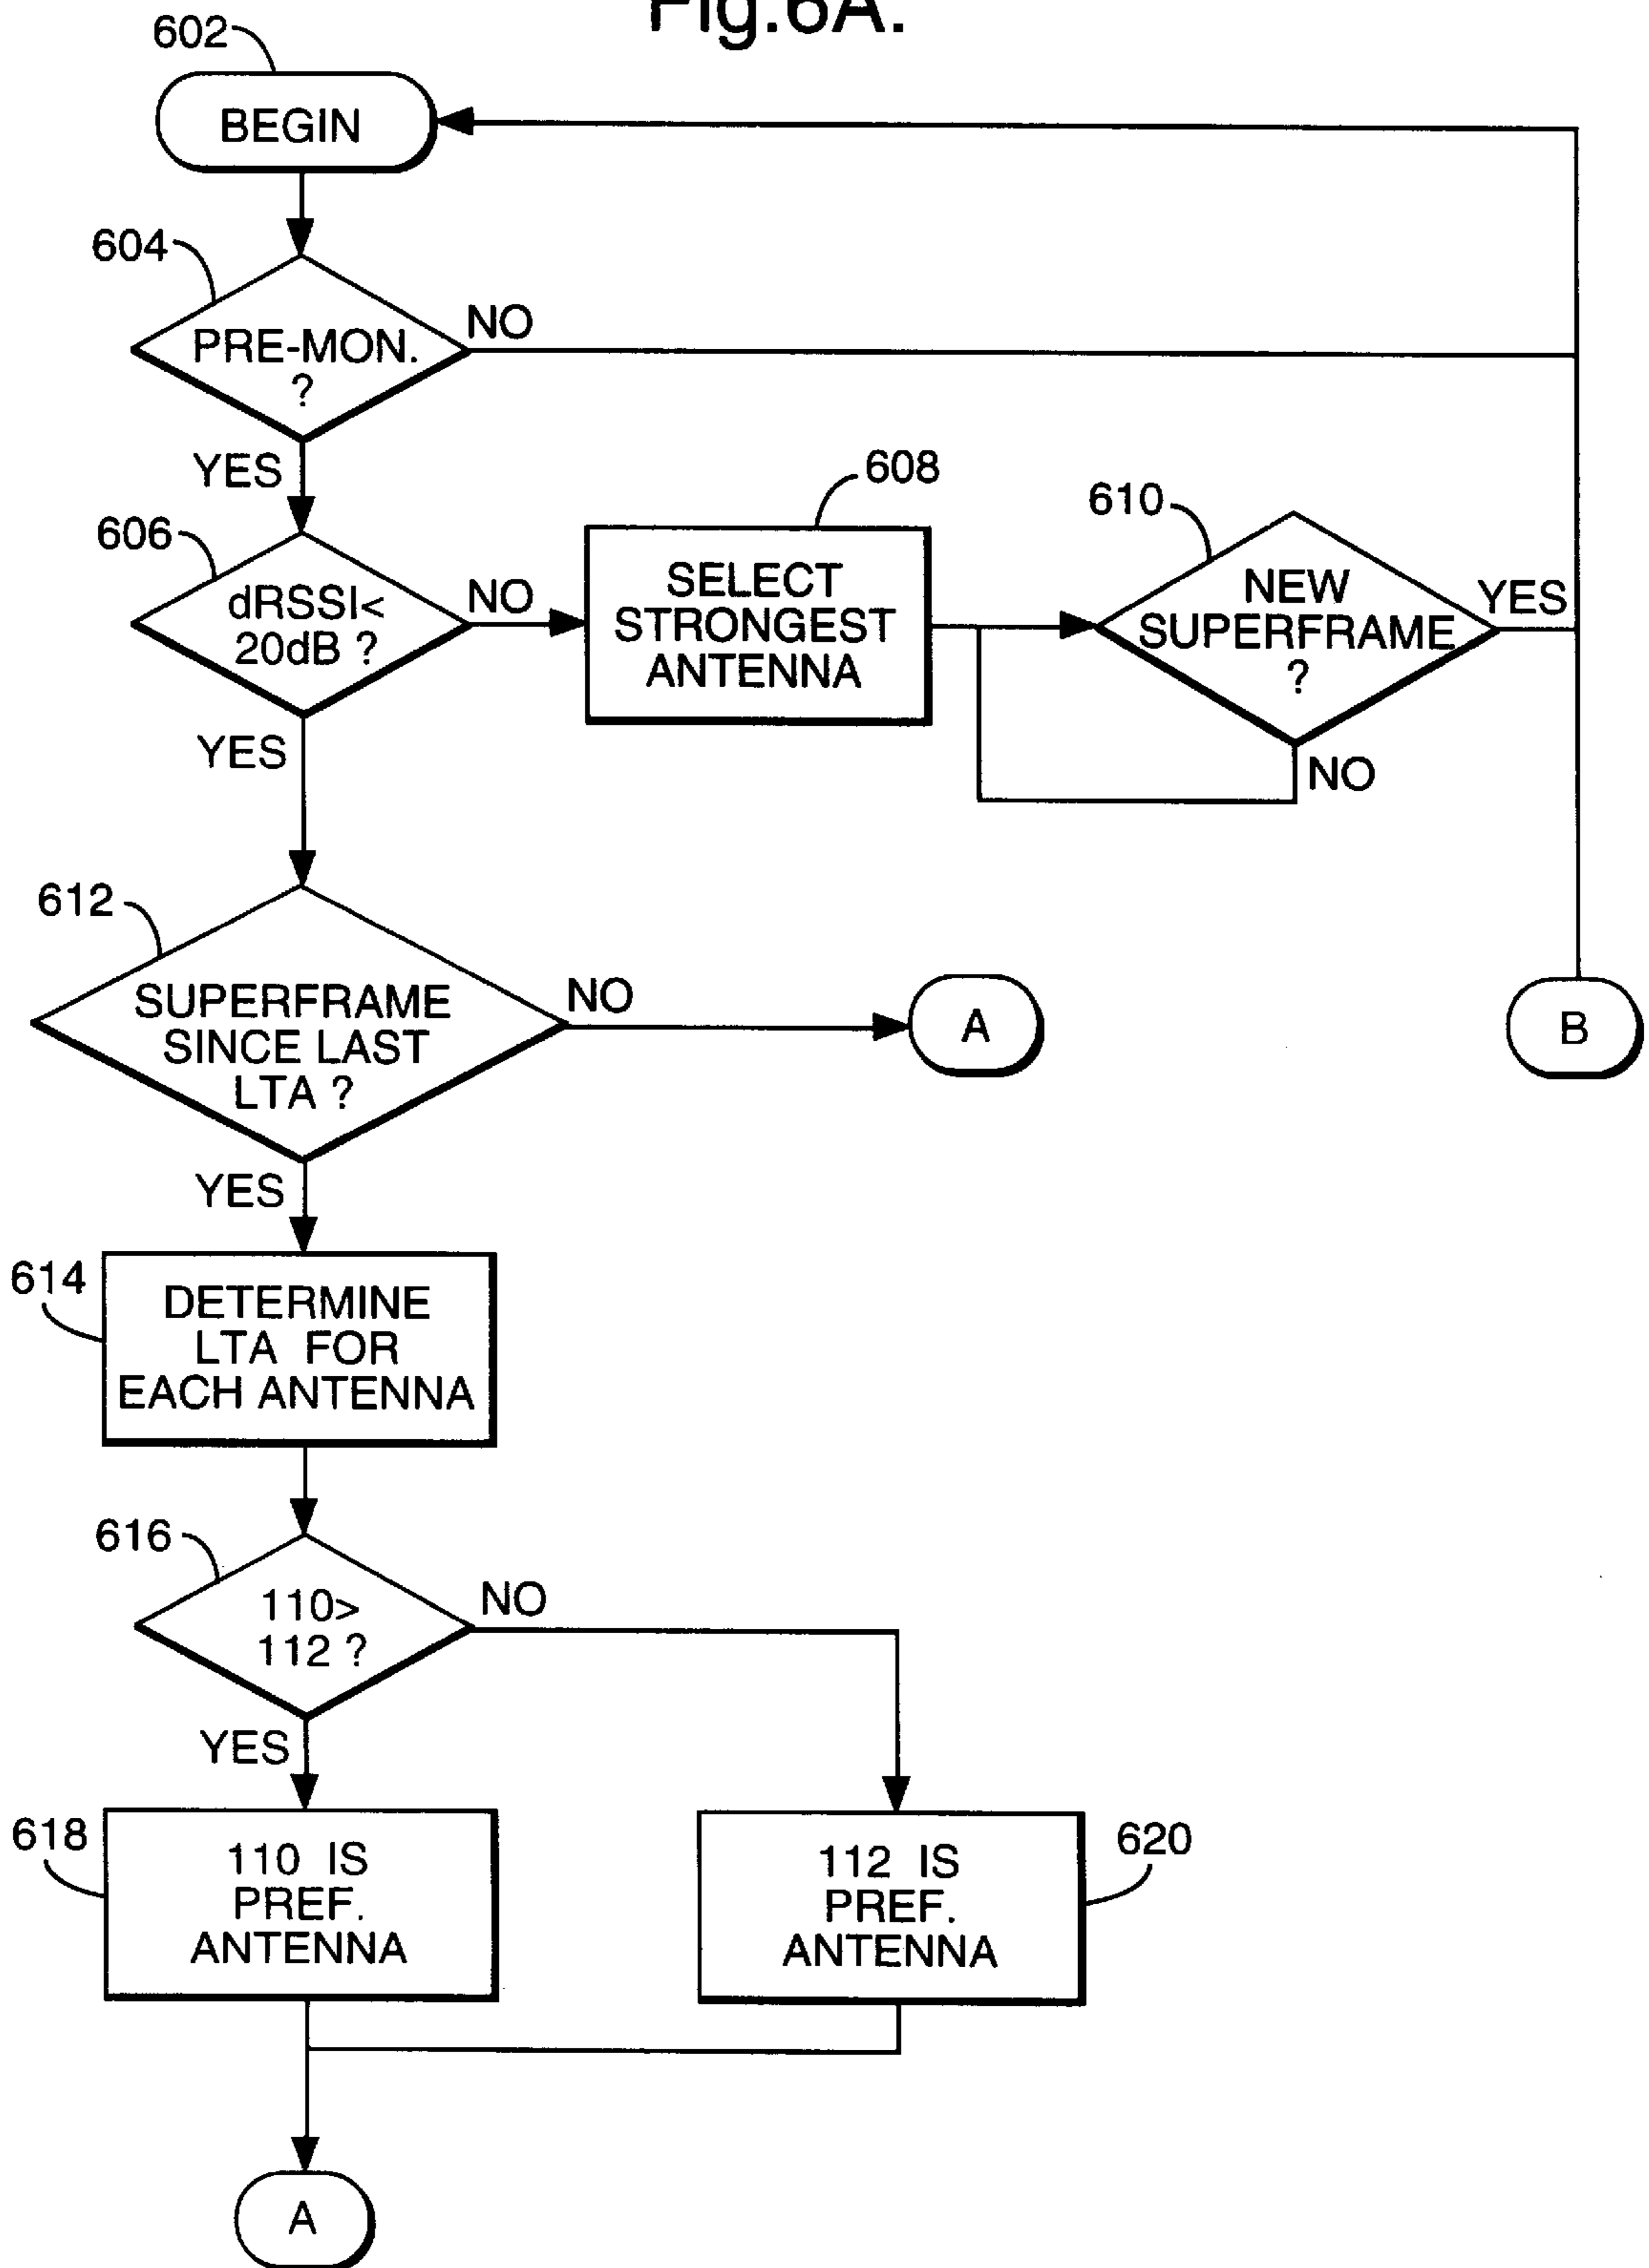 Fig.6A.
602
BEGIN
604
PRE-MON.
?
NO
YES
606
dRSSI<
20dB ?
NO
608
SELECT
STRONGEST
ANTENNA
610
NEW
SUPERFRAME
?
YES
NO
YES
612
SUPERFRAME
SINCE LAST
LTA ?
NO
A
B
YES
614
DETERMINE
LTA FOR
EACH ANTENNA
616
110>
112 ?
NO
YES
618
110 IS
PREF.
ANTENNA
112 IS
PREF.
ANTENNA
620
A